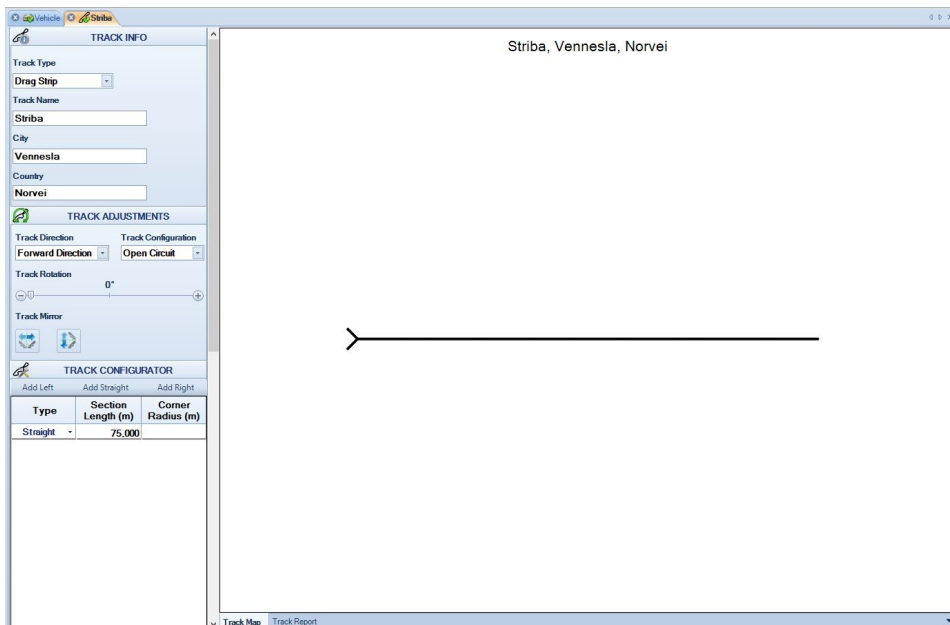 Vehicle Striba
TRACK INFO
Track Type
Drag Strip
Track Name
Striba
City
Vennesla
Country
Norvei
TRACK ADJUSTMENTS
Track Direction Track Configuration
Forward Direction Open Circuit
Track Rotation
0°
Track Mirror
TRACK CONFIGURATOR
Add Left Add Straight Add Right
Type Section Length (m) Corner Radius (m)
Straight 75,000
Striba, Vennesla, Norvei
Track Map Track Report